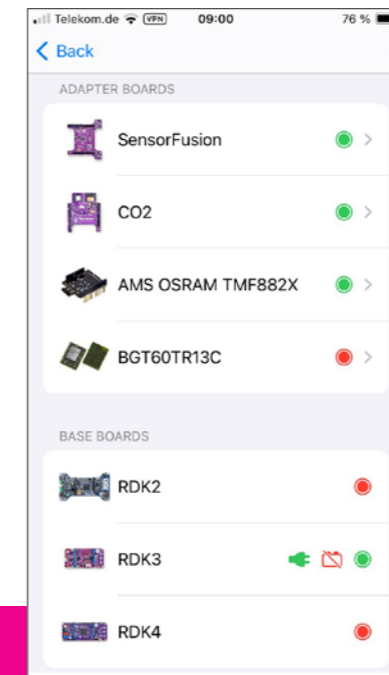 Telekom.de VPN 09:00 76 %
Back
ADAPTER BOARDS
SensorFusion
CO2
AMS OSRAM TMF882X
BGT60TR13C
BASE BOARDS
RDK2
RDK3
RDK4